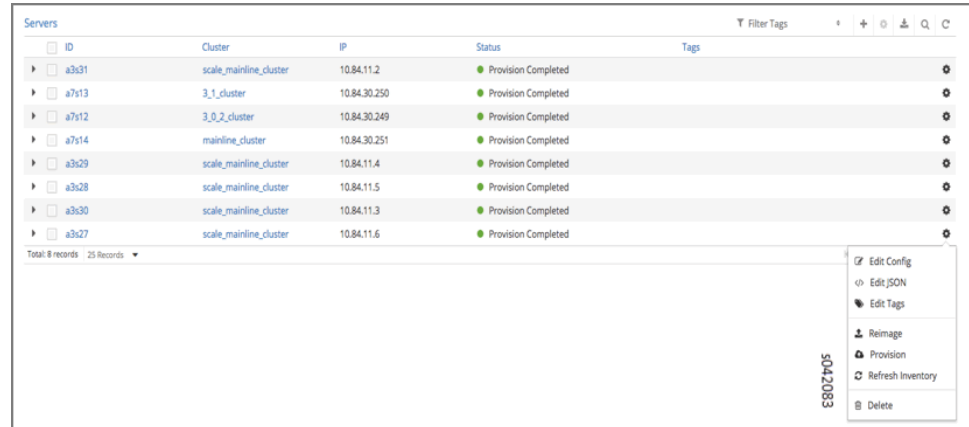 Servers Filter Tags
ID Cluster IP Status Tags
a3s31 scale_mainline_cluster 10.84.11.2 Provision Completed
a7s13 3_1_cluster 10.84.30.250 Provision Completed
a7s12 3_0_2_cluster 10.84.30.249 Provision Completed
a7s14 mainline_cluster 10.84.30.251 Provision Completed
a3s29 scale_mainline_cluster 10.84.11.4 Provision Completed
a3s28 scale_mainline_cluster 10.84.11.5 Provision Completed
a3s30 scale_mainline_cluster 10.84.11.3 Provision Completed
a3s27 scale_mainline_cluster 10.84.11.6 Provision Completed
Total: 8 records 25 Records
Edit Config
Edit JSON
Edit Tags
Reimage
Provision
Refresh Inventory
Delete
s042083